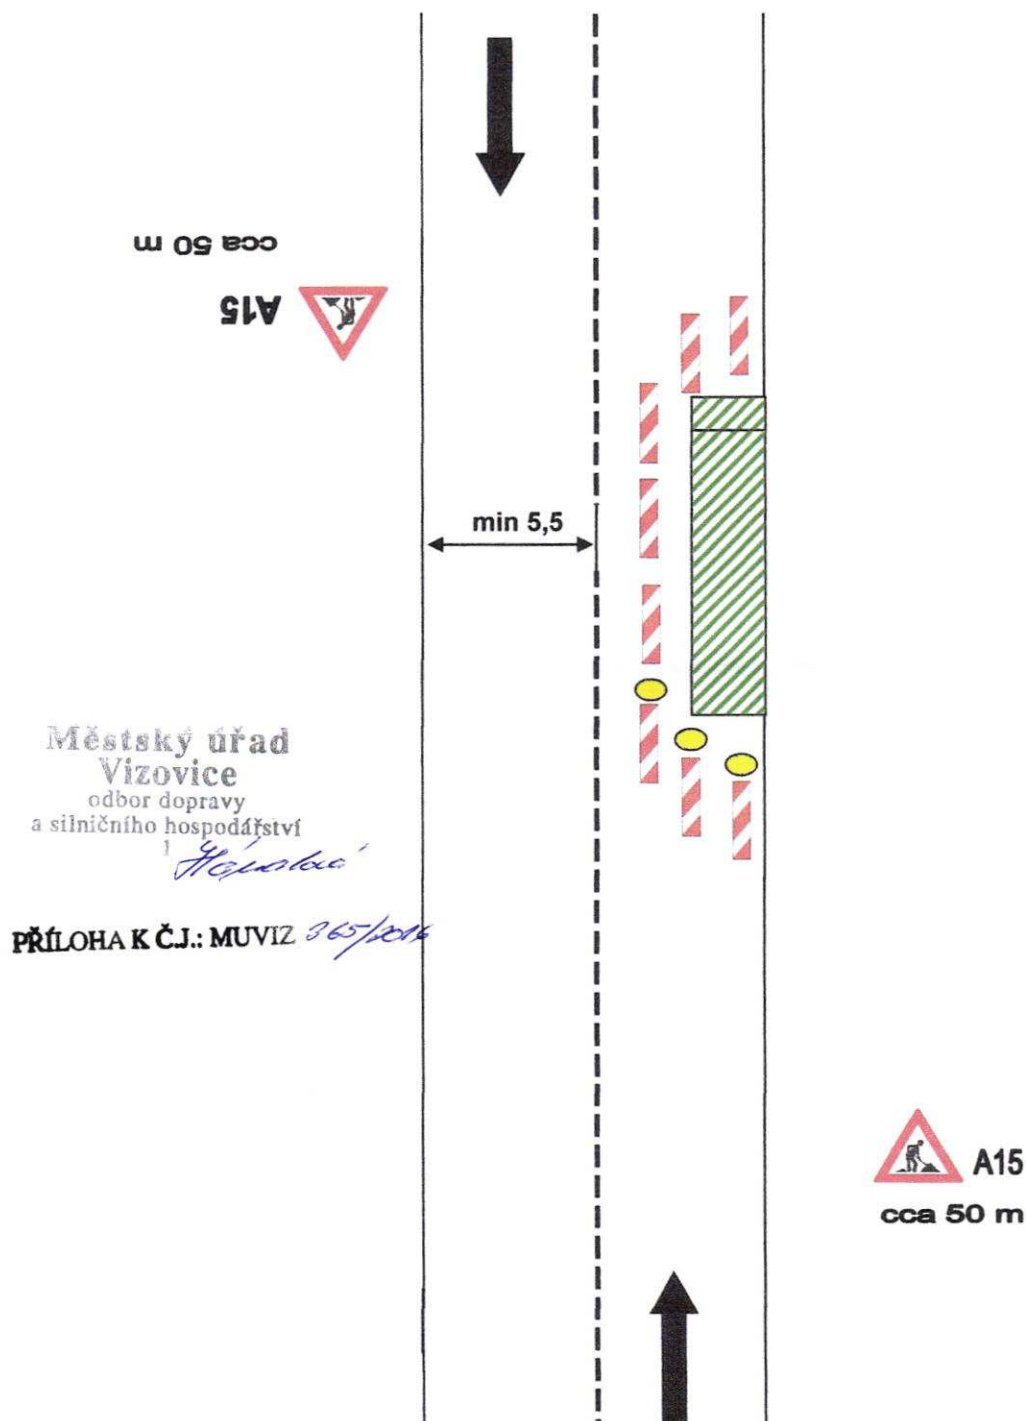 cca 50 m
A15
min 5,5
Městský úřad
Vizovice
odbor dopravy
a silničního hospodářství
1
PŘÍLOHA K Č.J.: MUVIZ 365/2016
A15
cca 50 m